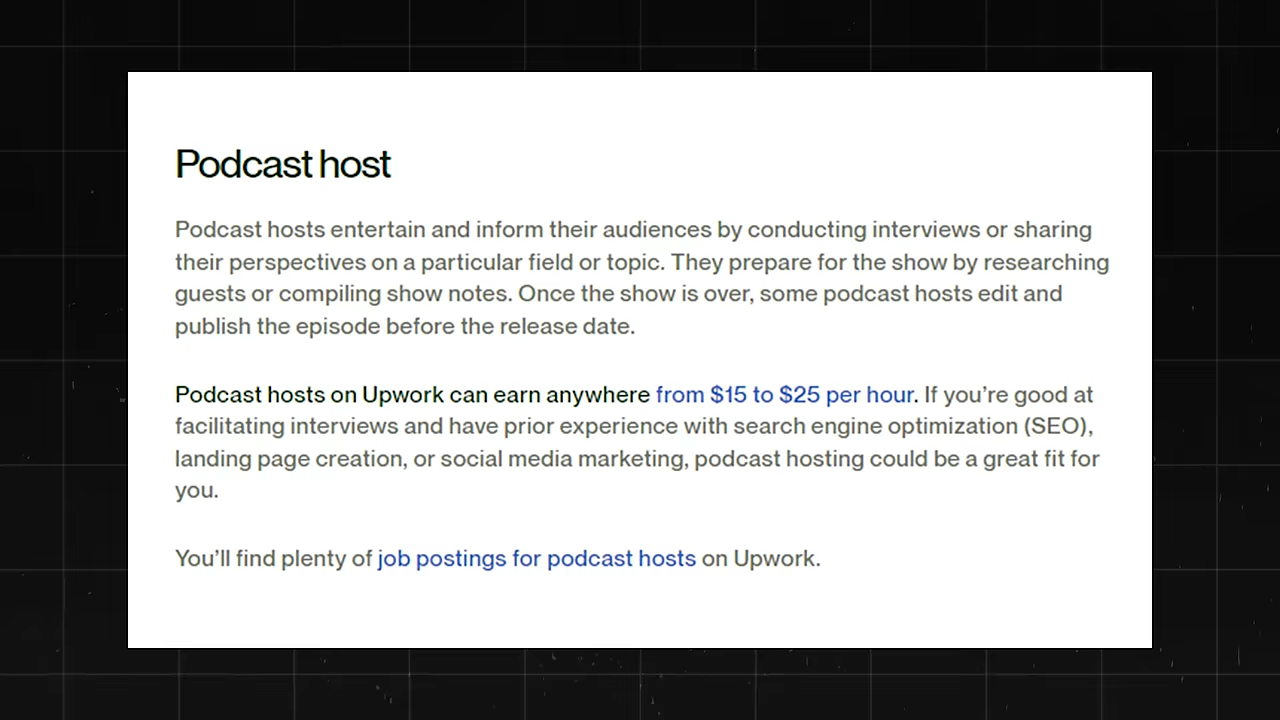 Podcast host
Podcast hosts entertain and inform their audiences by conducting interviews or sharing
their perspectives on a particular field or topic. They prepare for the show by researching
guests or compiling show notes. Once the show is over, some podcast hosts edit and
publish the episode before the release date.
Podcast hosts on Upwork can earn anywhere from $15 to $25 per hour. If you’re good at
facilitating interviews and have prior experience with search engine optimization (SEO),
landing page creation, or social media marketing, podcast hosting could be a great fit for
you.
You’ll find plenty of job postings for podcast hosts on Upwork.